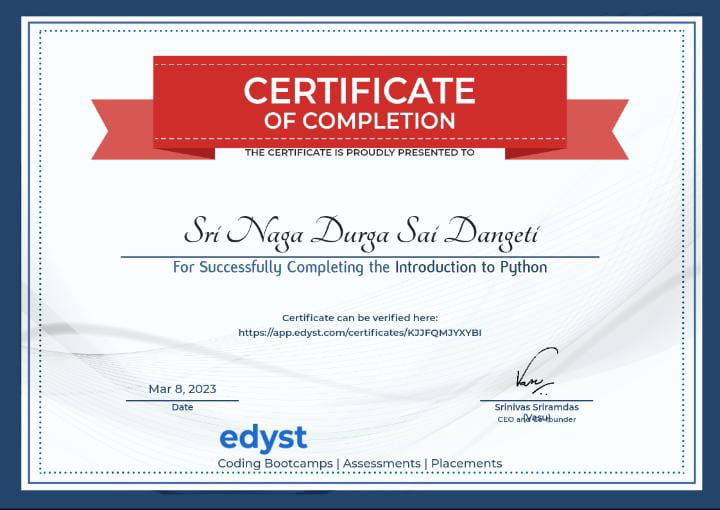 CERTIFICATE
OF COMPLETION
THE CERTIFICATE IS PROUDLY PRESENTED TO
Sri Naga Durga Sai Dangeti
For Successfully Completing the Introduction to Python
Certificate can be verified here:
https://app.edyst.com/certificates/KJJFQMJYXYBI
Mar 8, 2023
Date
Vasu
Srinivas Sriramdas
(Vasu)
CEO and Co-founder
edyst
Coding Bootcamps | Assessments | Placements